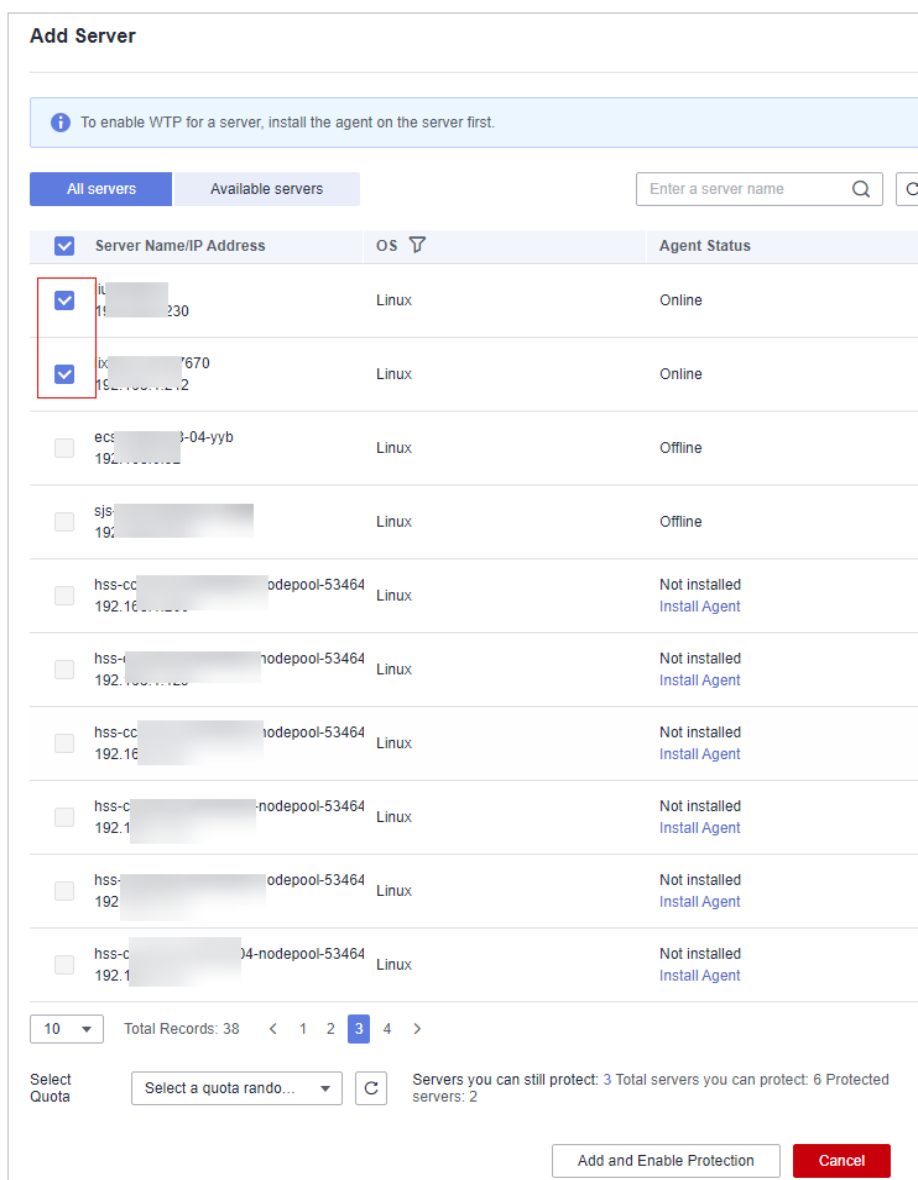 Add Server
To enable WTP for a server, install the agent on the server first.
All servers Available servers Enter a server name
Server Name/IP Address OS Agent Status
230 Linux Online
7670
Linux Online
ecs -04-yyb
192. Linux Offline
sjs-
Linux Offline
hss-cc odepool-53464 Not installed
192.16 Linux Install Agent
hss- nodepool-53464 Not installed
192. Linux Install Agent
hss-cc nodepool-53464 Not installed
192.16 Linux Install Agent
hss-c -nodepool-53464 Not installed
192.1 Linux Install Agent
hss- odepool-53464 Not installed
192 Linux Install Agent
hss-c 04-nodepool-53464 Not installed
192.1 Linux Install Agent
10 Total Records: 38 < 1 2 3 4 >
Select Quota Select a quota rando... Servers you can still protect: 3 Total servers you can protect: 6 Protected
servers: 2
Add and Enable Protection Cancel